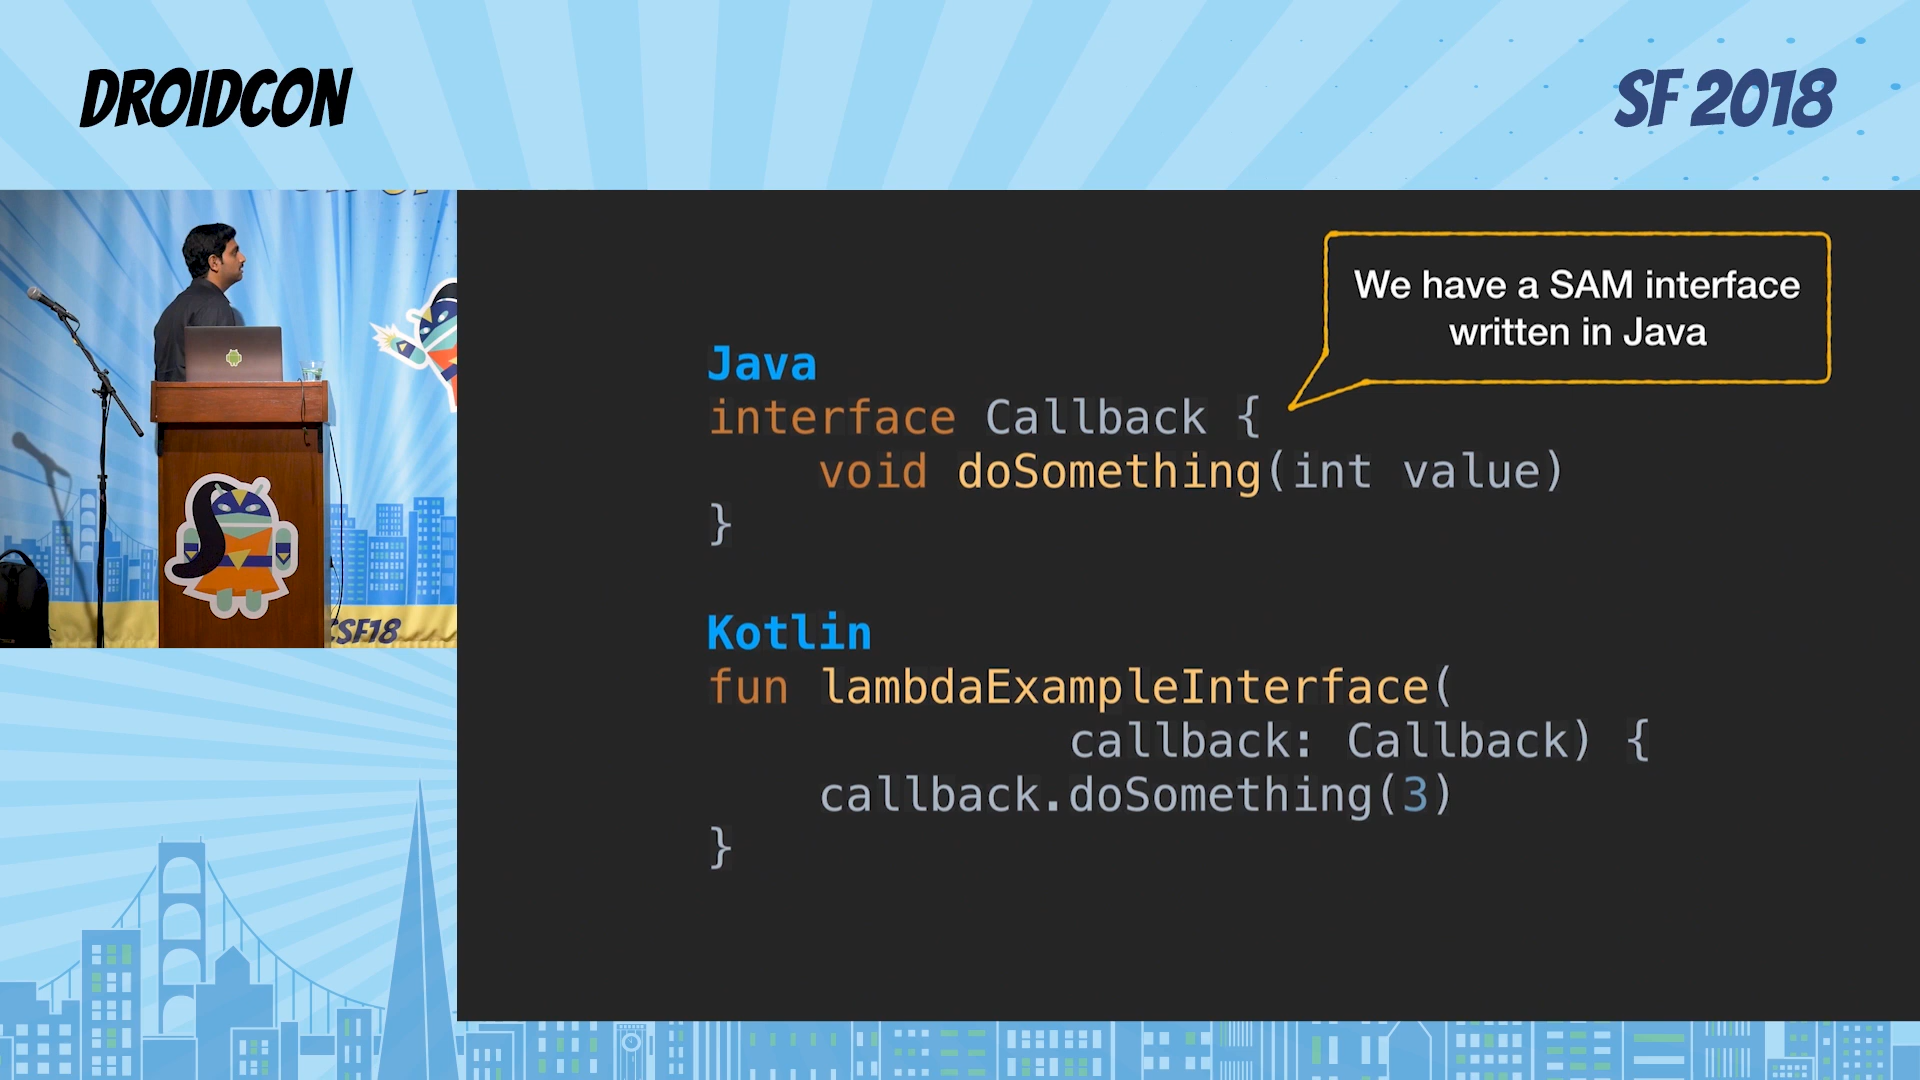 DROIDCON
SF 2018
We have a SAM interface
written in Java
Java
interface Callback {
    void doSomething(int value)
}
Kotlin
fun lambdaExampleInterface(
             callback: Callback) {
    callback.doSomething(3)
}
CSF18